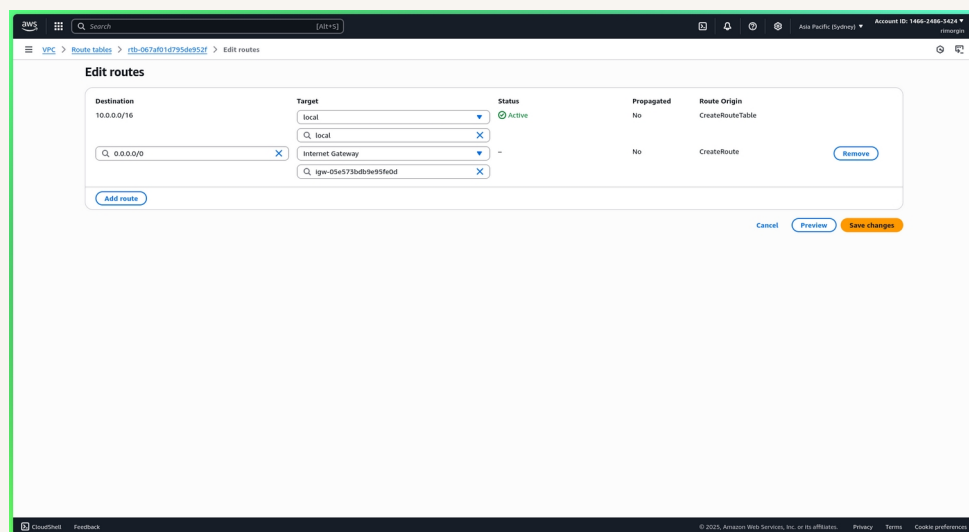 aws
Search [Alt+S]
Asia Pacific (Sydney)
Account ID: 1466-2486-3424
rimorgin
VPC > Route tables > rtb-067af01d795de952f > Edit routes
Edit routes
Destination Target Status Propagated Route Origin
10.0.0.0/16 local Active No CreateRouteTable
local
0.0.0.0/0 Internet Gateway – No CreateRoute Remove
igw-05e573bdb9e95fe0d
Add route
Cancel Preview Save changes
CloudShell Feedback © 2025, Amazon Web Services, Inc. or its affiliates. Privacy Terms Cookie preferences